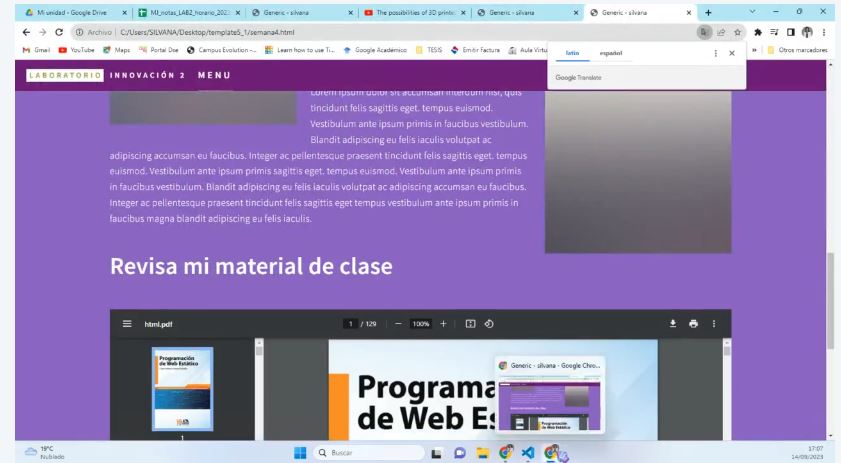 Mi unidad - Google Drive
MI_notas_LAB2_horario_202
Generic - silvana
The possibilities of 3D printe
Generic - silvana
Generic - silvana
Archivo
C:/Users/SILVANA/Desktop/template5_1/semana4.html
Gmail
YouTube
Maps
Portal Doe
Campus Evolution -...
Learn how to use Ti...
Google Académico
TESIS
Emitir Factura
Aula Virtu
Otros marcadores
latín
español
Google Translate
LABORATORIO INNOVACIÓN 2 MENU
Lorem ipsum dolor sit accumsan interdum nisi, quis
tincidunt felis sagittis eget. tempus euismod.
Vestibulum ante ipsum primis in faucibus vestibulum.
Blandit adipiscing eu felis iaculis volutpat ac
adipiscing accumsan eu faucibus. Integer ac pellentesque praesent tincidunt felis sagittis eget. tempus
euismod. Vestibulum ante ipsum primis sagittis eget. tempus euismod. Vestibulum ante ipsum primis
in faucibus vestibulum. Blandit adipiscing eu felis iaculis volutpat ac adipiscing accumsan eu faucibus.
Integer ac pellentesque praesent tincidunt felis sagittis eget tempus vestibulum ante ipsum primis in
faucibus magna blandit adipiscing eu felis iaculis.
Revisa mi material de clase
html.pdf
1 / 129
100%
Programación
de Web Estático
1
Programa
de Web Es
Generic - silvana - Google Chro...
19°C
Nublado
Buscar
17:07
14/09/2023